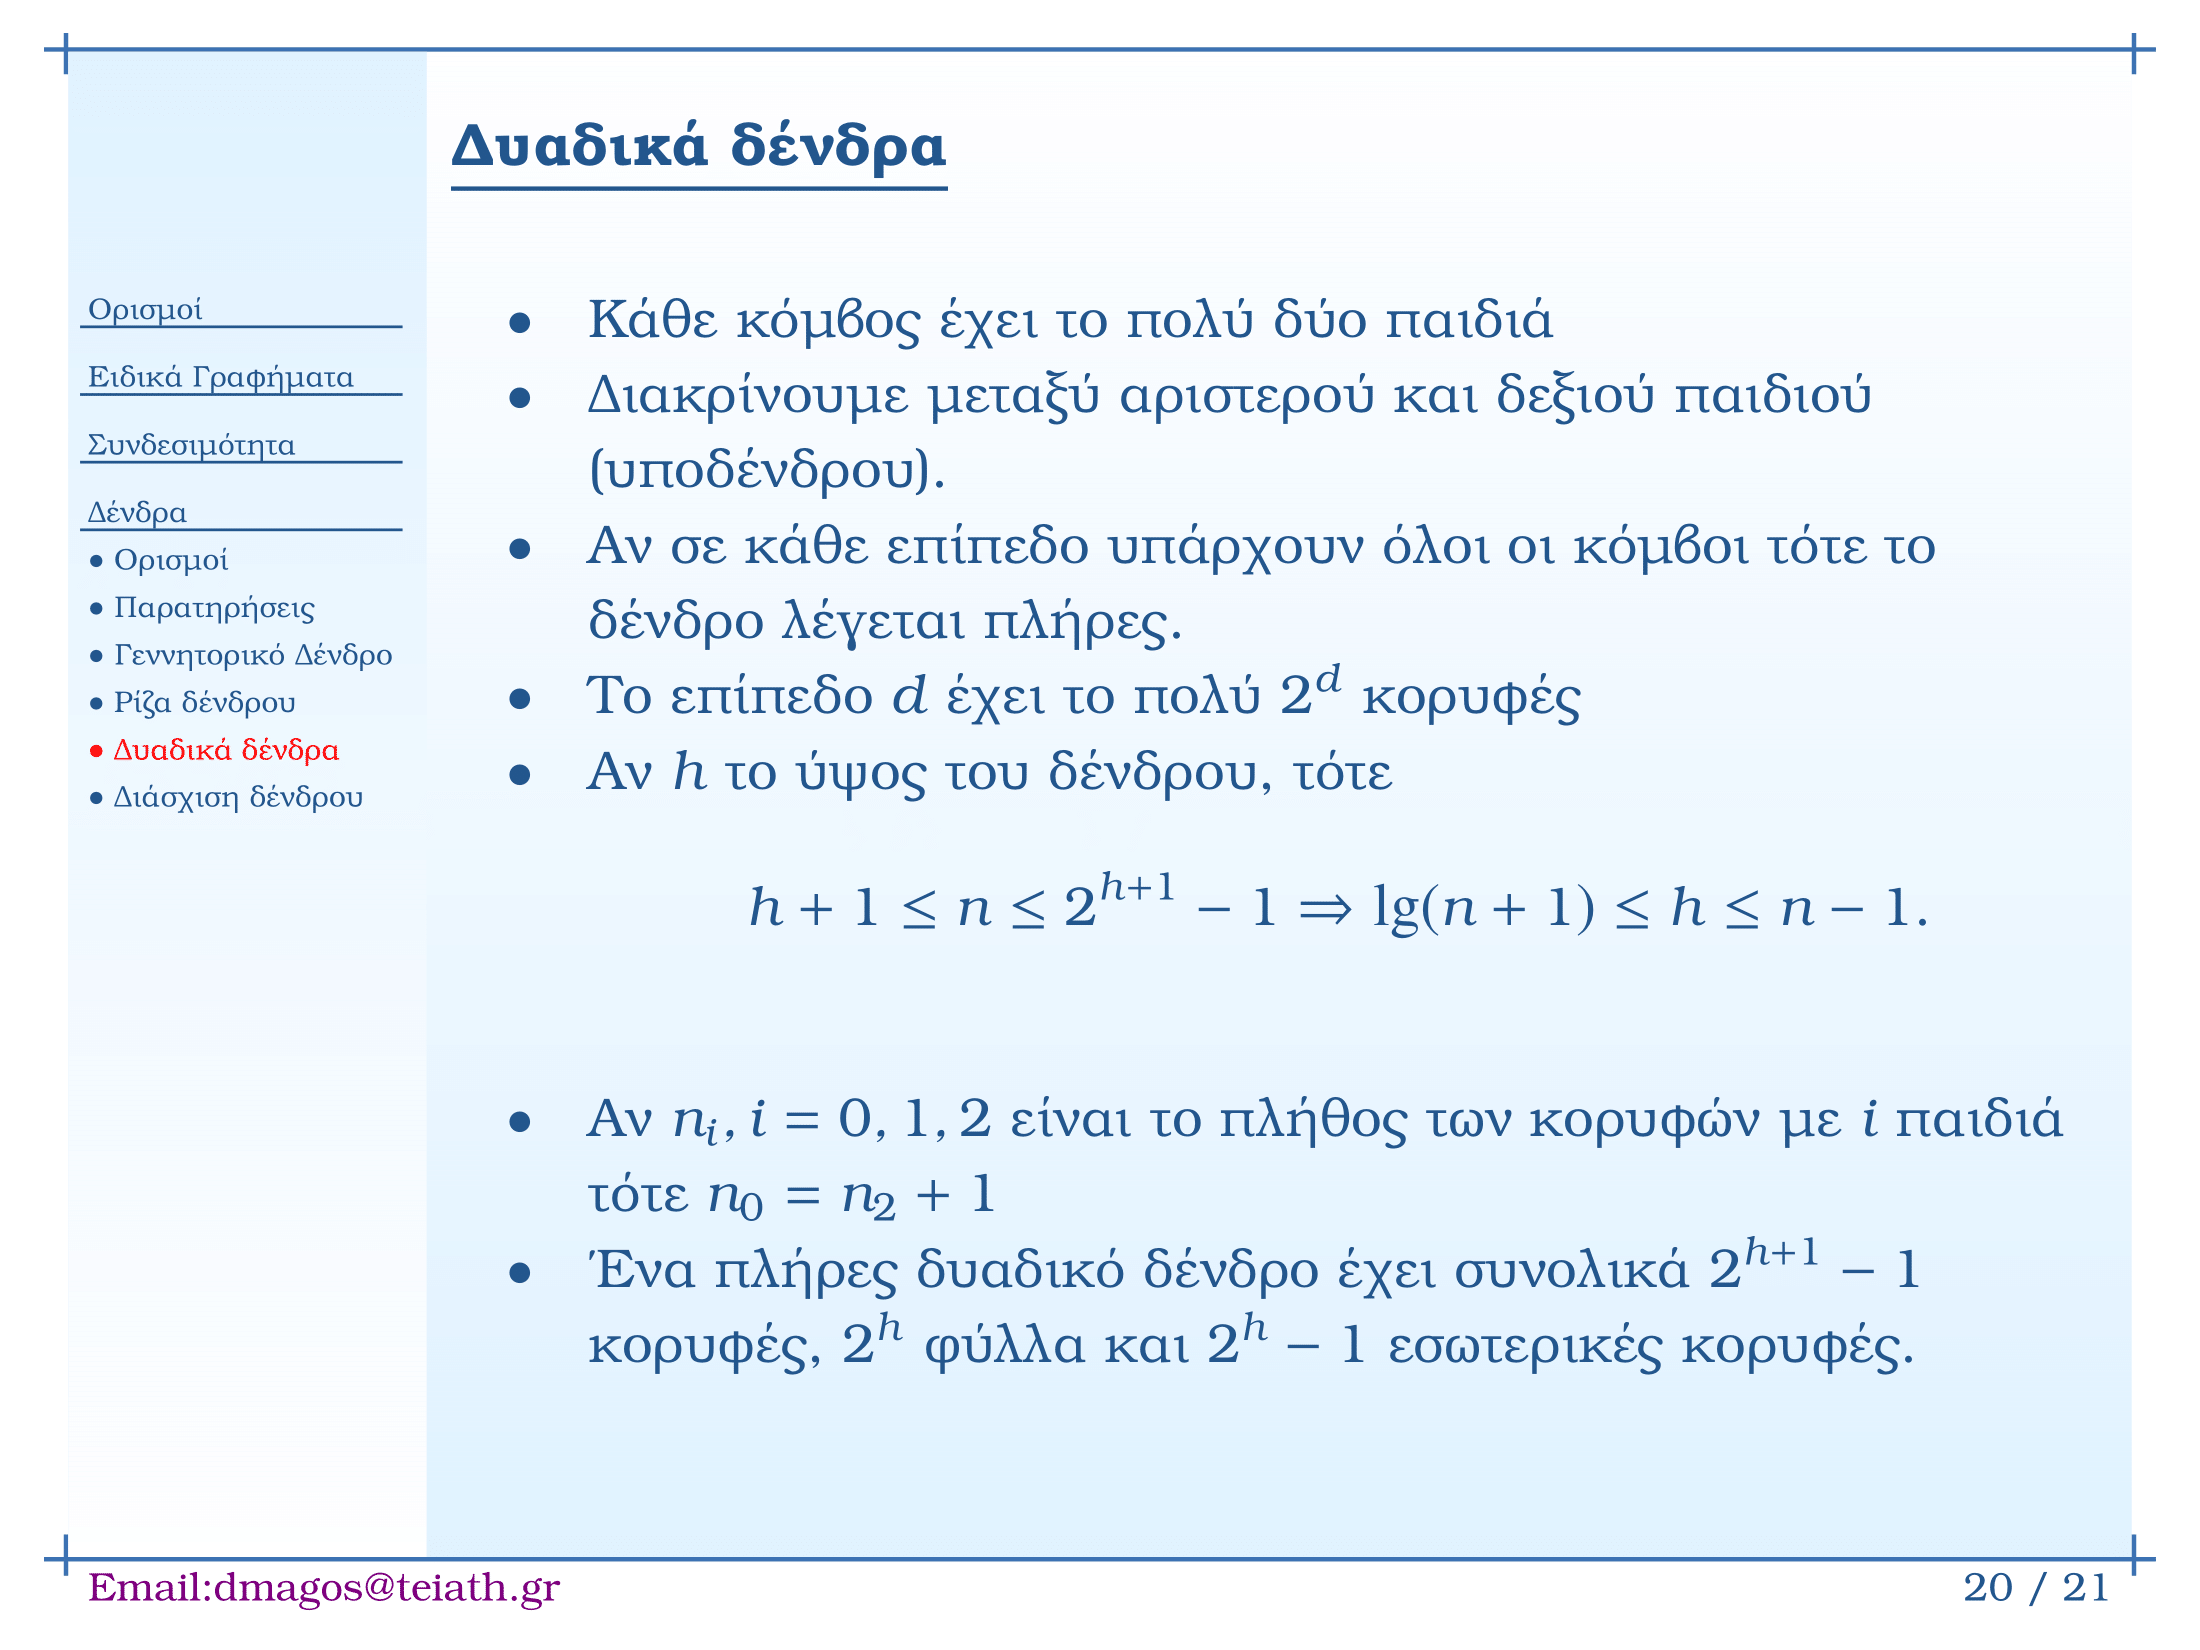 Δυαδικά δένδρα
Ορισμοί
Ειδικά Γραφήματα
Συνδεσιμότητα
Δένδρα
• Ορισμοί
• Παρατηρήσεις
• Γεννητορικό Δένδρο
• Ρίζα δένδρου
• Δυαδικά δένδρα
• Διάσχιση δένδρου
• Κάθε κόμβος έχει το πολύ δύο παιδιά
• Διακρίνουμε μεταξύ αριστερού και δεξιού παιδιού
(υποδένδρου).
• Αν σε κάθε επίπεδο υπάρχουν όλοι οι κόμβοι τότε το
δένδρο λέγεται πλήρες.
• Το επίπεδο d έχει το πολύ 2^d κορυφές
• Αν h το ύψος του δένδρου, τότε
h + 1 ≤ n ≤ 2^{h+1} − 1 ⇒ lg(n + 1) ≤ h ≤ n − 1.
• Αν n_i, i = 0, 1, 2 είναι το πλήθος των κορυφών με i παιδιά
τότε n_0 = n_2 + 1
• Ένα πλήρες δυαδικό δένδρο έχει συνολικά 2^{h+1} − 1
κορυφές, 2^h φύλλα και 2^h − 1 εσωτερικές κορυφές.
Email:dmagos@teiath.gr
20 / 21